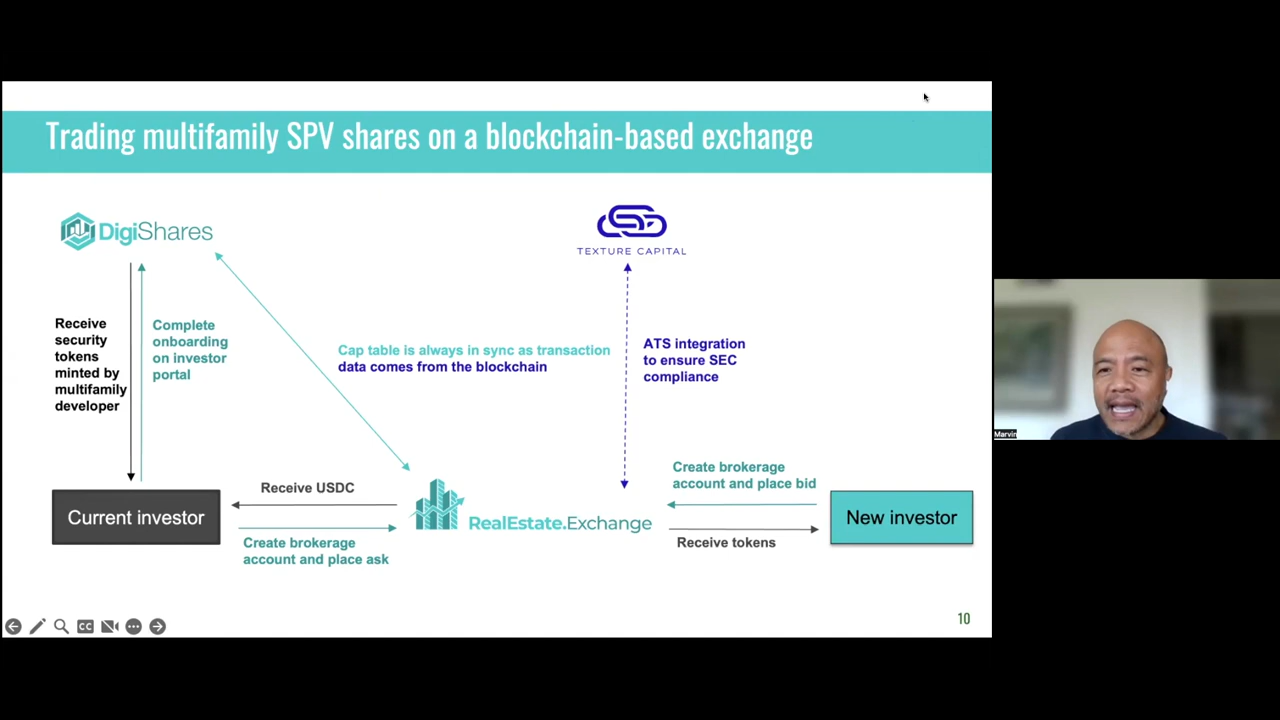 Trading multifamily SPV shares on a blockchain-based exchange
DigiShares
TEXTURE CAPITAL
Receive
security
tokens
minted by
multifamily
developer
Complete
onboarding
on investor
portal
Cap table is always in sync as transaction
data comes from the blockchain
ATS integration
to ensure SEC
compliance
Current investor
Receive USDC
Create brokerage
account and place ask
RealEstate.Exchange
Create brokerage
account and place bid
Receive tokens
New investor
CC
10
Marvin